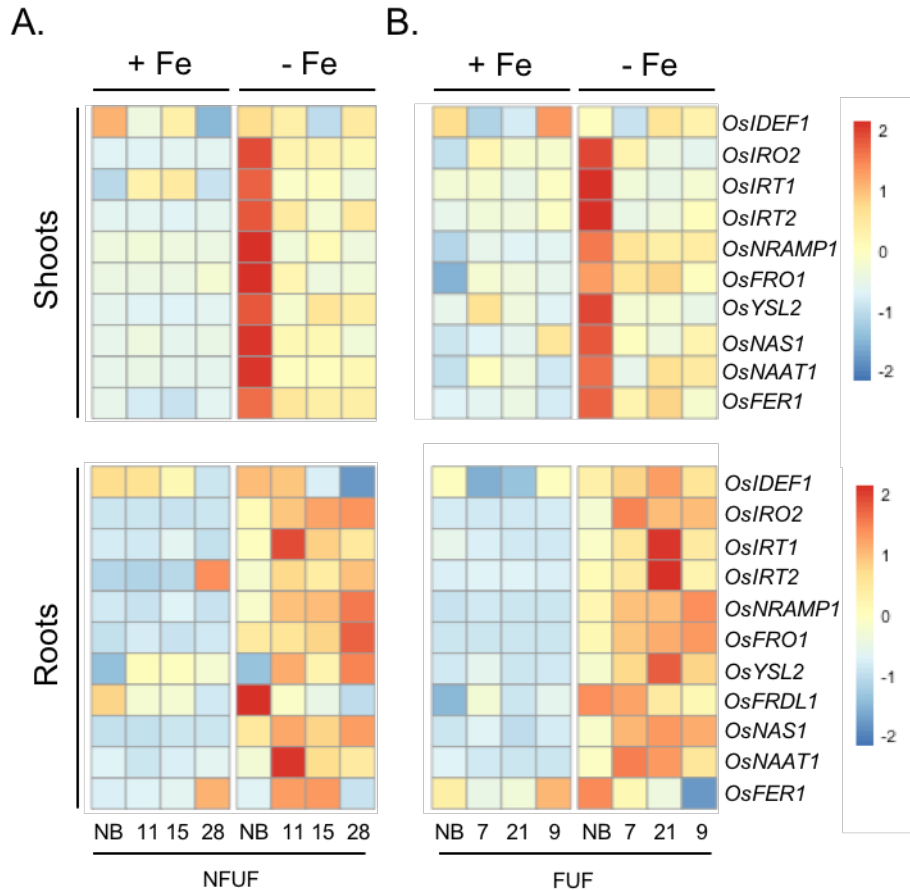 A.
B.
+ Fe
- Fe
+ Fe
- Fe
Shoots
OsIDEF1
OsIRO2
OsIRT1
OsIRT2
OsNRAMP1
OsFRO1
OsYSL2
OsNAS1
OsNAAT1
OsFER1
2
1
0
-1
-2
Roots
OsIDEF1
OsIRO2
OsIRT1
OsIRT2
OsNRAMP1
OsFRO1
OsYSL2
OsFRDL1
OsNAS1
OsNAAT1
OsFER1
2
1
0
-1
-2
NB 11 15 28 NB 11 15 28
NFUF
NB 7 21 9 NB 7 21 9
FUF